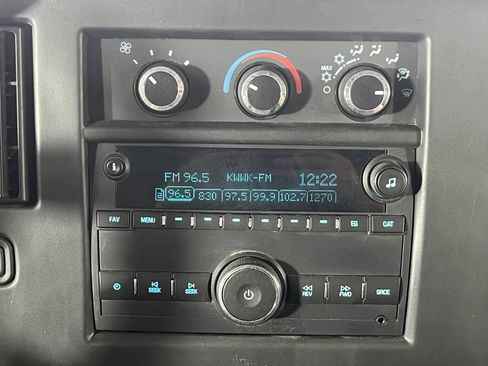 MAX
FM 96.5 KWWK-FM 12:22
96.5 830 97.5 99.9 102.7 1270
FAV MENU EQ CAT
SEEK SEEK REV FWD SRCE